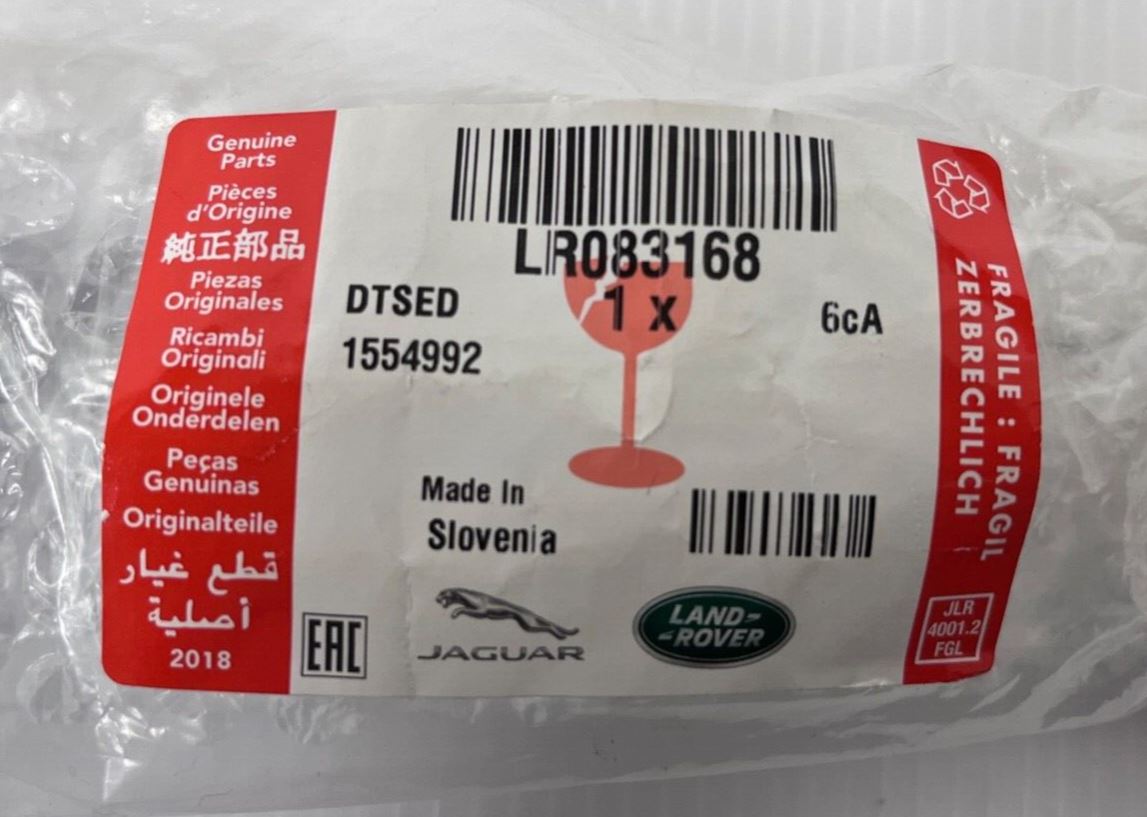 Genuine
Parts
Pièces
d'Origine
純正部品
Piezas
Originales
Ricambi
Originali
Originele
Onderdelen
Peças
Genuinas
Originalteile
قطع غيار
أصلية
2018
LR083168
1 x
DTSED
6cA
1554992
Made In
Slovenia
EAC
JAGUAR
LAND-
-ROVER
FRAGILE : FRAGIL
ZERBRECHLICH
JLR
4001.2
FGL